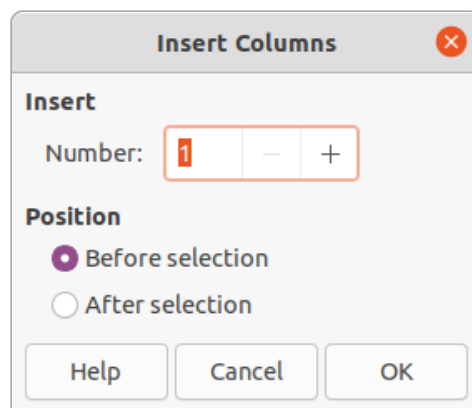 Insert Columns
Insert
Number: 1 − +
Position
Before selection
After selection
Help Cancel OK